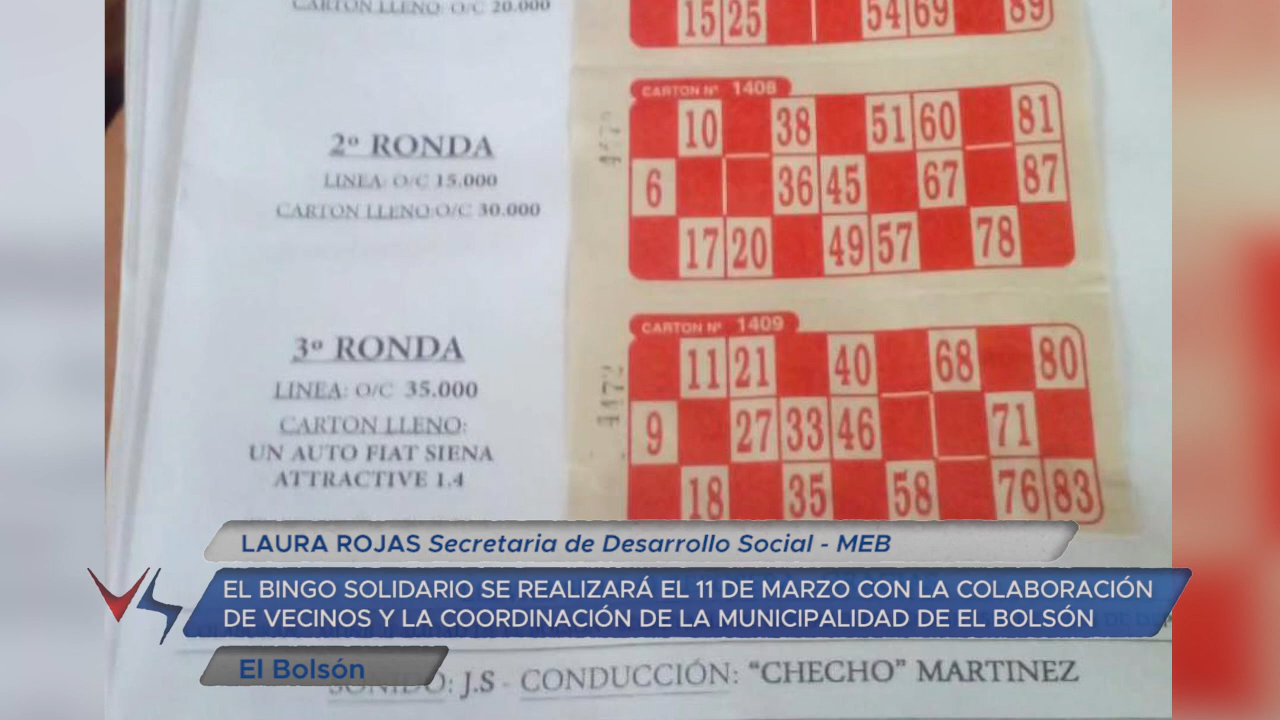 CARTON LLENO: O/C 20.000
15 25 54 69 89
CARTON Nº 1408
2º RONDA
LINEA: O/C 15.000
CARTON LLENO: O/C 30.000
10 38 51 60 81
6 36 45 67 87
17 20 49 57 78
3º RONDA
LINEA: O/C 35.000
CARTON LLENO:
UN AUTO FIAT SIENA
ATTRACTIVE 1.4
CARTON Nº 1409
4472
11 21 40 68 80
9 27 33 46 71
18 35 58 76 83
LAURA ROJAS Secretaria de Desarrollo Social - MEB
VS
EL BINGO SOLIDARIO SE REALIZARÁ EL 11 DE MARZO CON LA COLABORACIÓN
DE VECINOS Y LA COORDINACIÓN DE LA MUNICIPALIDAD DE EL BOLSÓN
El Bolsón
SONIDO: J.S - CONDUCCIÓN: “CHECHO” MARTINEZ